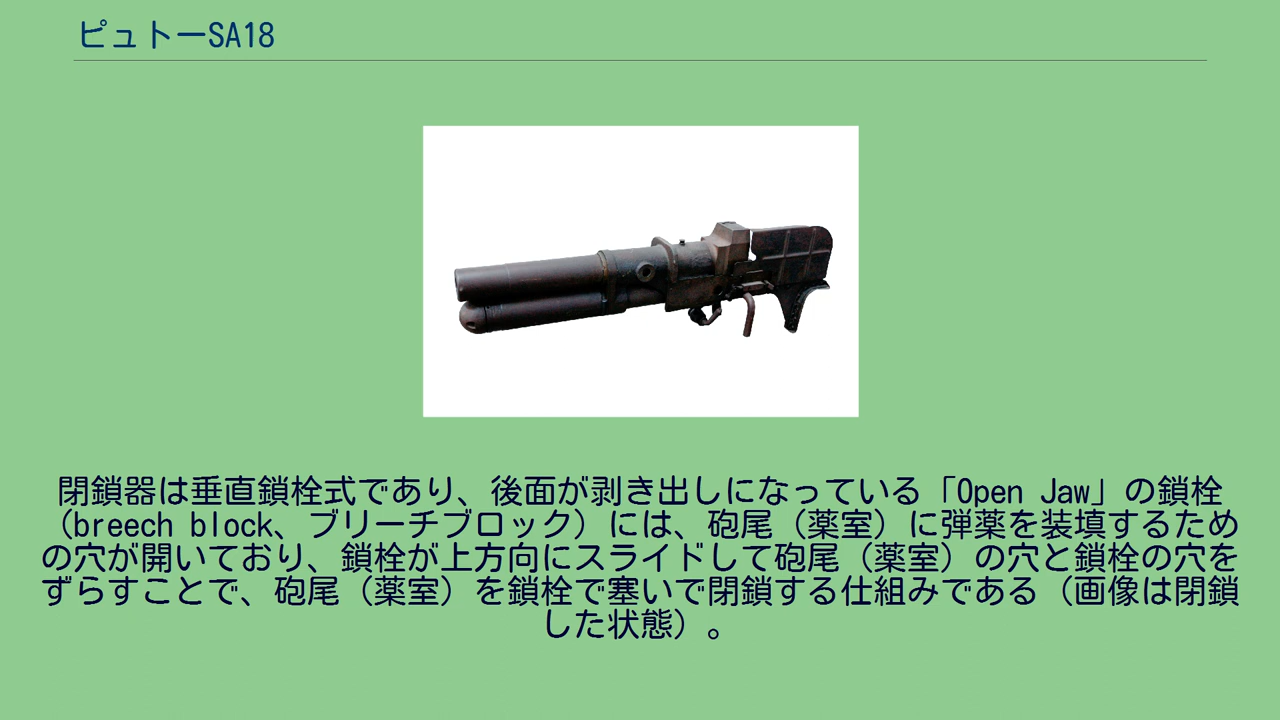 ピュトーSA18
閉鎖器は垂直鎖栓式であり、後面が剥き出しになっている「Open Jaw」の鎖栓
（breech block、ブリーチブロック）には、砲尾（薬室）に弾薬を装填するため
の穴が開いており、鎖栓が上方向にスライドして砲尾（薬室）の穴と鎖栓の穴を
ずらすことで、砲尾（薬室）を鎖栓で塞いで閉鎖する仕組みである（画像は閉鎖
した状態）。